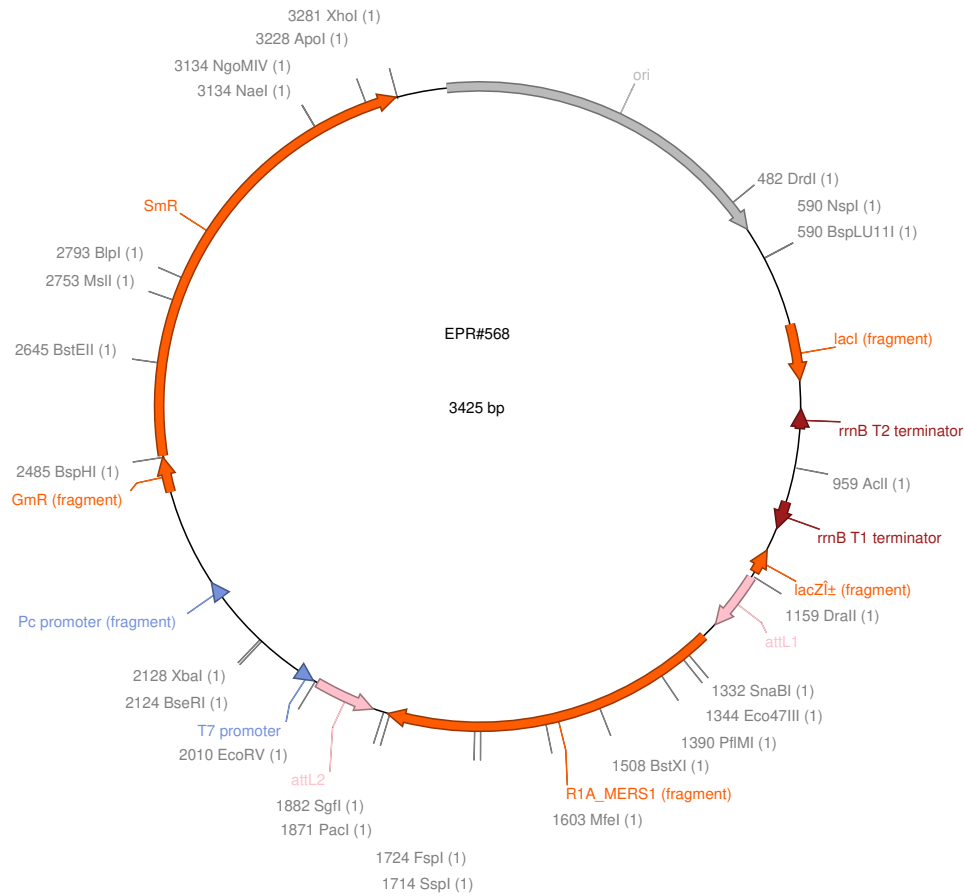 3281 XhoI (1)
3228 ApoI (1)
3134 NgoMIV (1)
3134 NaeI (1)
ori
482 DrdI (1)
590 NspI (1)
590 BspLU11I (1)
SmR
2793 BlpI (1)
2753 MslI (1)
2645 BstEII (1)
EPR#568
lacI (fragment)
3425 bp
rrnB T2 terminator
2485 BspHI (1)
959 AclI (1)
GmR (fragment)
rrnB T1 terminator
lacZÎ± (fragment)
1159 DraII (1)
Pc promoter (fragment)
attL1
2128 XbaI (1)
1332 SnaBI (1)
2124 BseRI (1)
1344 Eco47III (1)
T7 promoter
1390 PflMI (1)
2010 EcoRV (1)
1508 BstXI (1)
attL2
R1A_MERS1 (fragment)
1882 SgfI (1)
1603 MfeI (1)
1871 PacI (1)
1724 FspI (1)
1714 SspI (1)